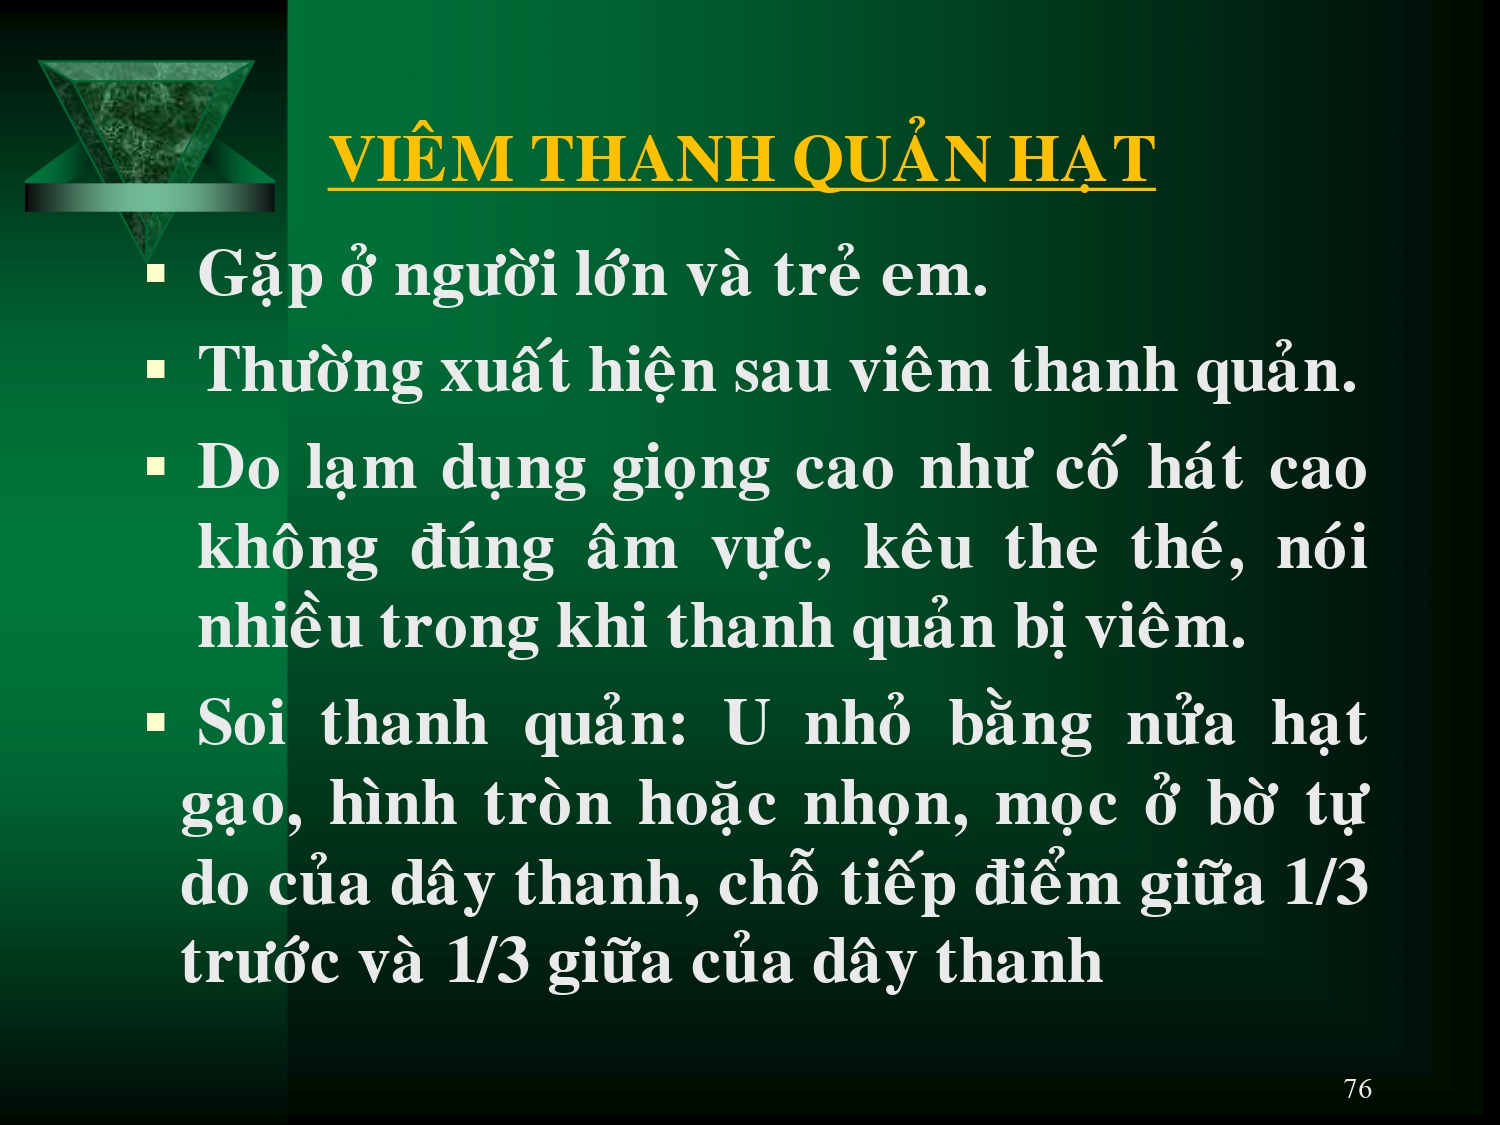 VIÊM THANH QUẢN HẠT
▪ Gặp ở người lớn và trẻ em.
▪ Thường xuất hiện sau viêm thanh quản.
▪ Do lạm dụng giọng cao như cố hát cao
không đúng âm vực, kêu the thé, nói
nhiều trong khi thanh quản bị viêm.
▪ Soi thanh quản: U nhỏ bằng nửa hạt
gạo, hình tròn hoặc nhọn, mọc ở bờ tự
do của dây thanh, chỗ tiếp điểm giữa 1/3
trước và 1/3 giữa của dây thanh
76